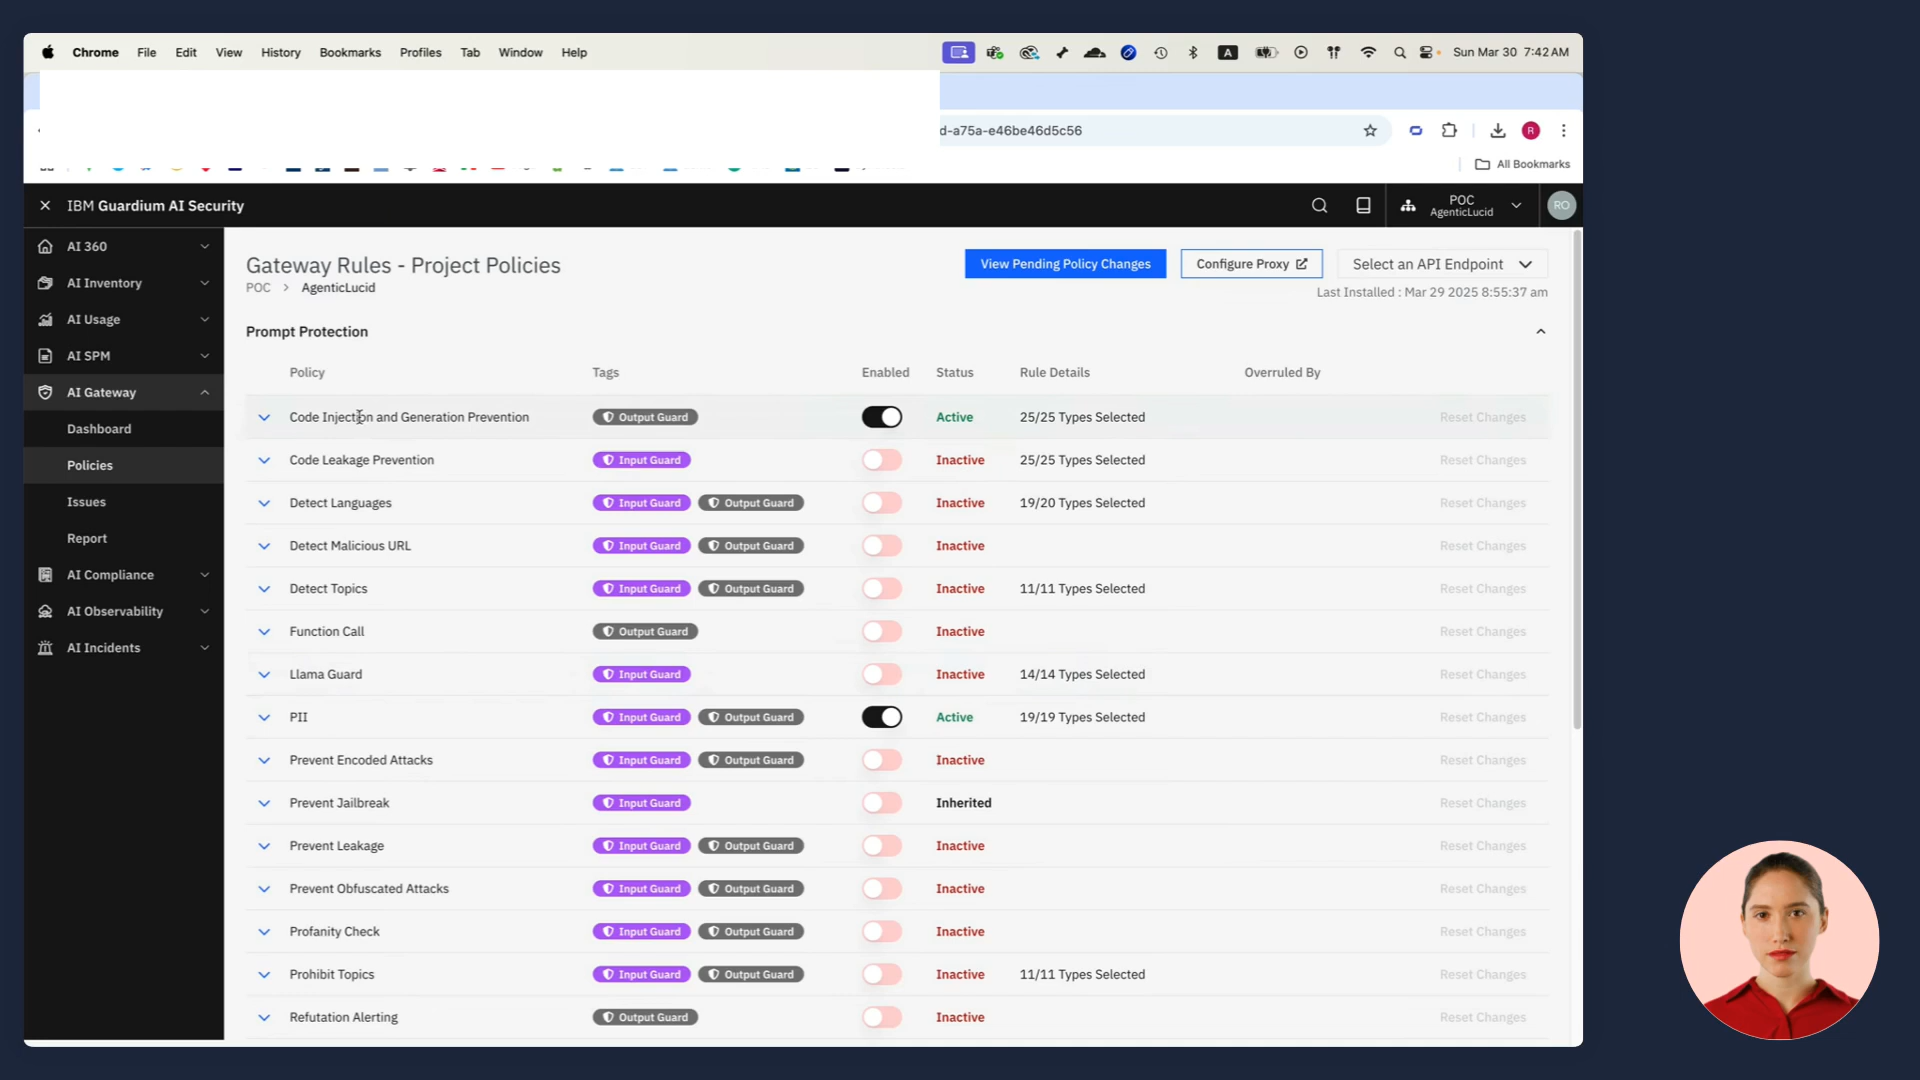 Chrome File Edit View History Bookmarks Profiles Tab Window Help A Sun Mar 30 7:42 AM
d-a75a-e46be46d5c56 R
All Bookmarks
IBM Guardium AI Security POC AgenticLucid RO
AI 360
AI Inventory
AI Usage
AI SPM
AI Gateway
Dashboard
Policies
Issues
Report
AI Compliance
AI Observability
AI Incidents
Gateway Rules - Project Policies View Pending Policy Changes Configure Proxy Select an API Endpoint
POC > AgenticLucid Last Installed : Mar 29 2025 8:55:37 am
Prompt Protection
Policy Tags Enabled Status Rule Details Overruled By
Code Injection and Generation Prevention Output Guard Active 25/25 Types Selected Reset Changes
Code Leakage Prevention Input Guard Inactive 25/25 Types Selected Reset Changes
Detect Languages Input Guard Output Guard Inactive 19/20 Types Selected Reset Changes
Detect Malicious URL Input Guard Output Guard Inactive Reset Changes
Detect Topics Input Guard Output Guard Inactive 11/11 Types Selected Reset Changes
Function Call Output Guard Inactive Reset Changes
Llama Guard Input Guard Inactive 14/14 Types Selected Reset Changes
PII Input Guard Output Guard Active 19/19 Types Selected Reset Changes
Prevent Encoded Attacks Input Guard Output Guard Inactive Reset Changes
Prevent Jailbreak Input Guard Inherited Reset Changes
Prevent Leakage Input Guard Output Guard Inactive Reset Changes
Prevent Obfuscated Attacks Input Guard Output Guard Inactive Reset Changes
Profanity Check Input Guard Output Guard Inactive Reset Changes
Prohibit Topics Input Guard Output Guard Inactive 11/11 Types Selected Reset Changes
Refutation Alerting Output Guard Inactive Reset Changes